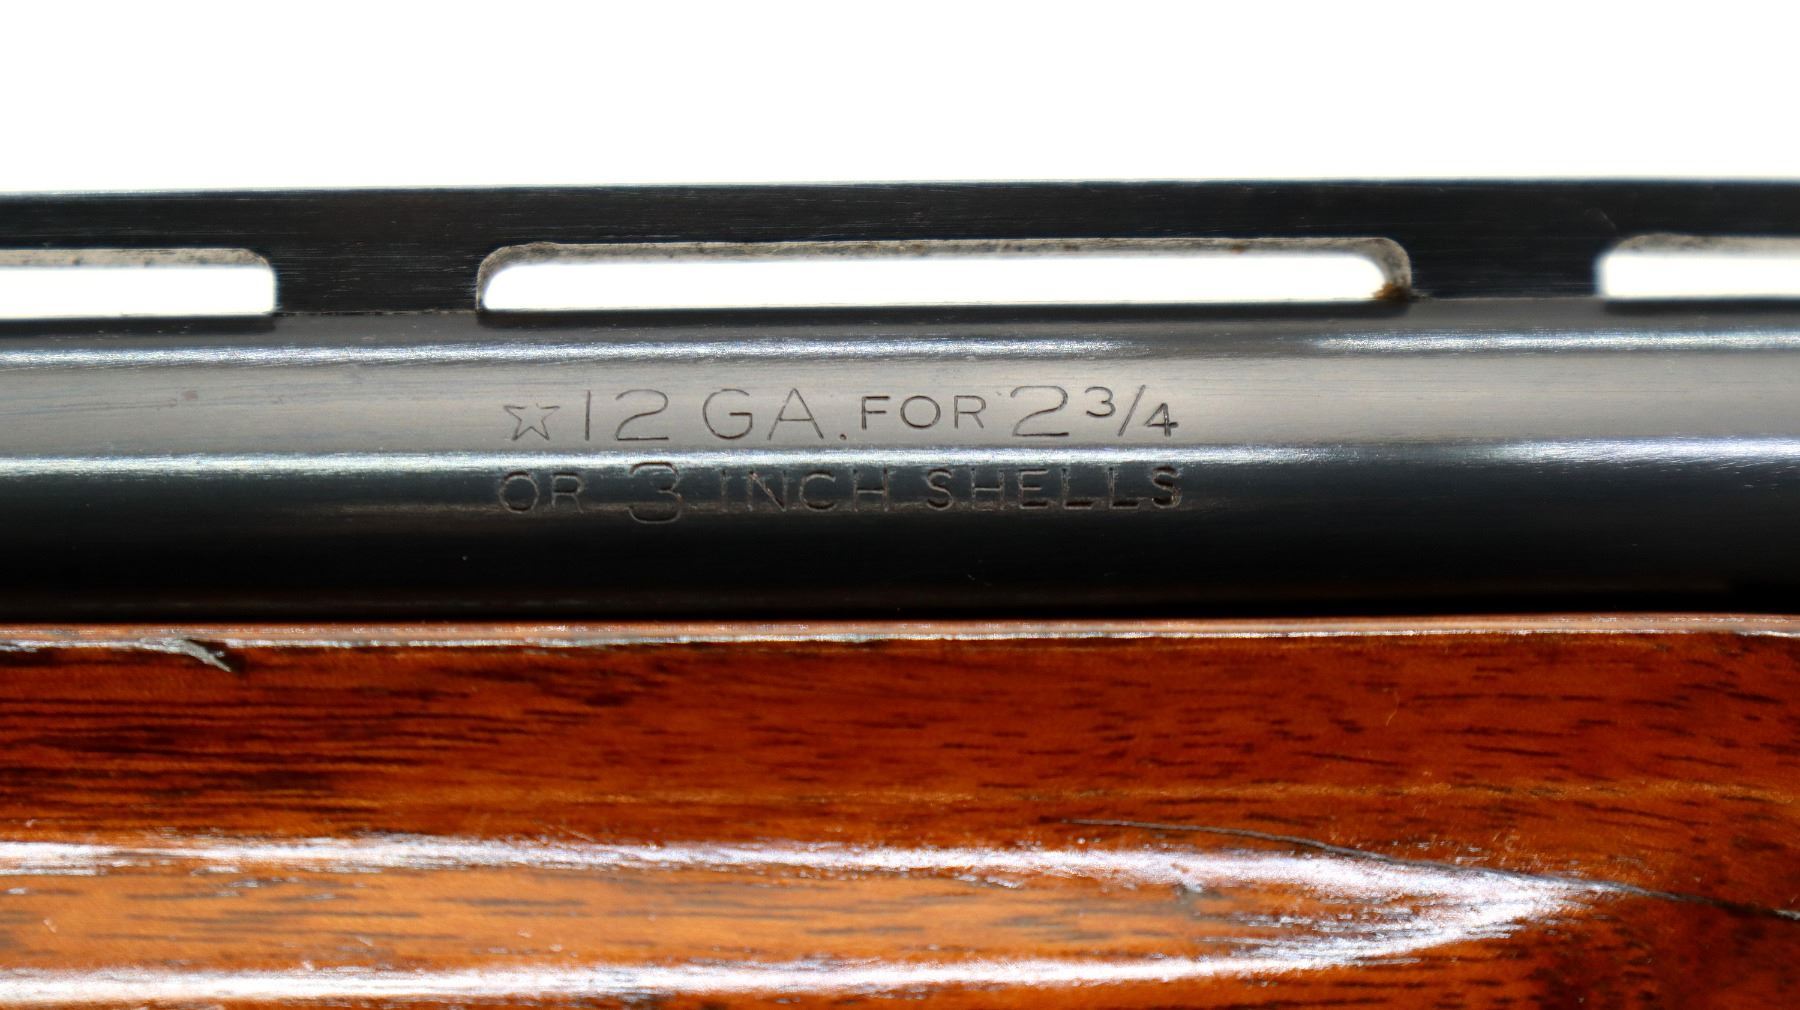 ☆12 GA. FOR 2 3/4
OR 3 INCH SHELLS